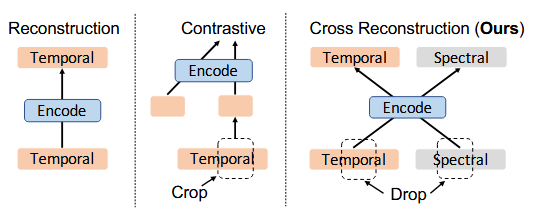 Reconstruction
Temporal
Encode
Temporal
Contrastive
Encode
Temporal
Crop
Cross Reconstruction (Ours)
Temporal Spectral
Encode
Temporal Spectral
Drop